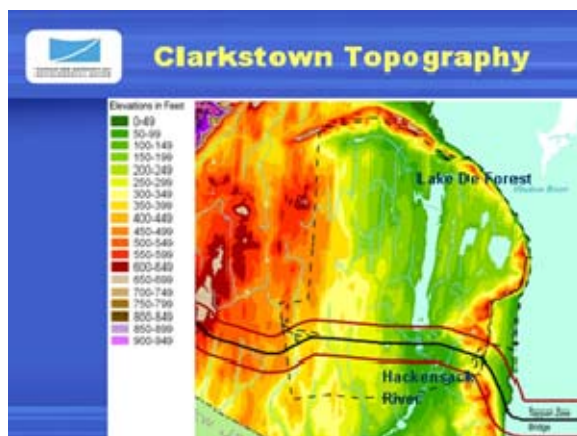 Clarkstown Topography
Elevations in Feet
0-49
50-99
100-149
150-199
200-249
250-299
300-349
350-399
400-449
450-499
500-549
550-599
600-649
650-699
700-749
750-799
800-849
850-899
900-949
Lake De Forest
Hudson River
Hackensack
River
Tappan Zee
Bridge